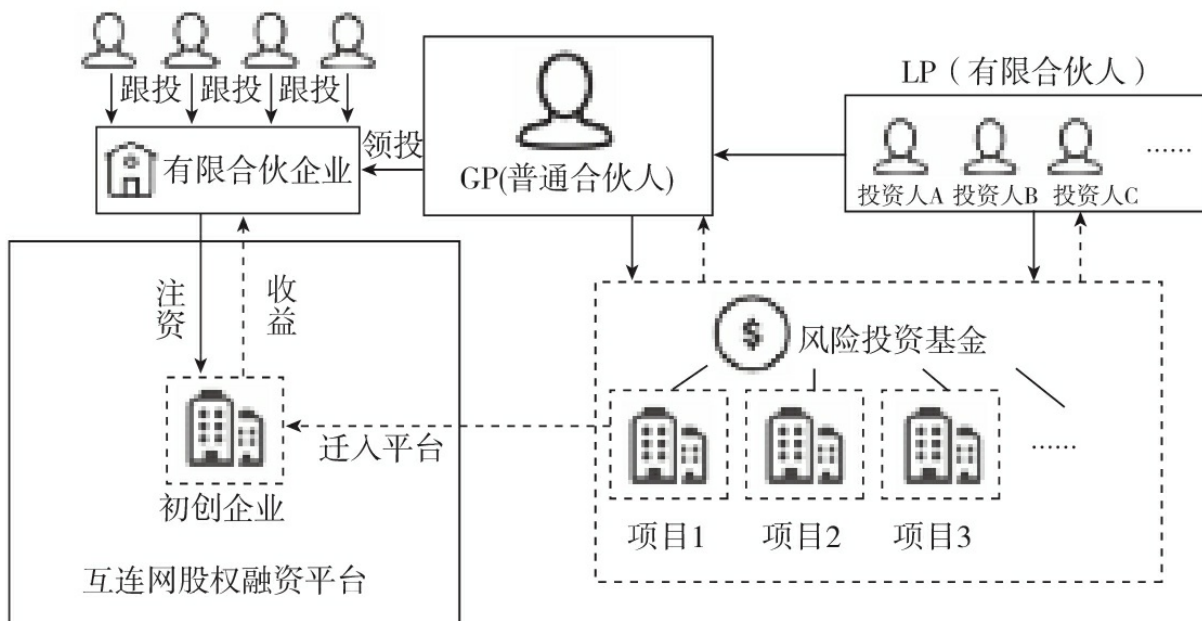 跟投 跟投 跟投
有限合伙企业
领投
GP(普通合伙人)
LP（有限合伙人）
投资人A 投资人B 投资人C ······
注资
收益
初创企业
互连网股权融资平台
迁入平台
$
风险投资基金
······
项目1 项目2 项目3